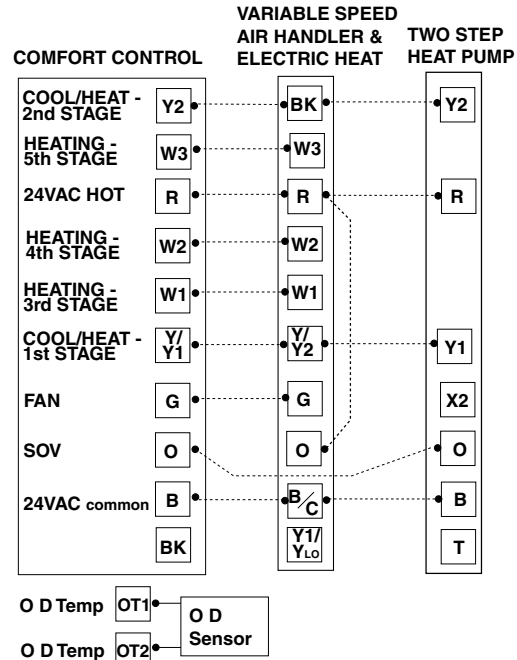 VARIABLE SPEED
AIR HANDLER &
ELECTRIC HEAT
TWO STEP
HEAT PUMP
COMFORT CONTROL
COOL/HEAT -
2nd STAGE
Y2
BK
Y2
HEATING -
5th STAGE
W3
W3
24VAC HOT
R
R
R
HEATING -
4th STAGE
W2
W2
HEATING -
3rd STAGE
W1
W1
COOL/HEAT -
1st STAGE
Y/
Y1
Y/
Y2
Y1
FAN
G
G
X2
SOV
O
O
O
24VAC common
B
B/C
B
BK
Y1/
YLO
T
O D Temp
OT1
O D
Sensor
O D Temp
OT2